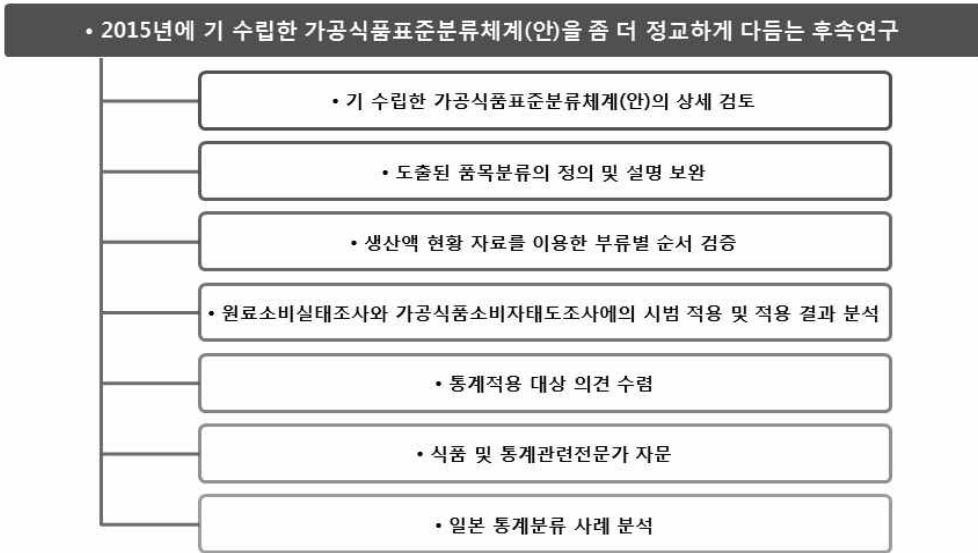 • 2015년에 기 수립한 가공식품표준분류체계(안)을 좀 더 정교하게 다듬는 후속연구
• 기 수립한 가공식품표준분류체계(안)의 상세 검토
• 도출된 품목분류의 정의 및 설명 보완
• 생산액 현황 자료를 이용한 부류별 순서 검증
• 원료소비실태조사와 가공식품소비자태도조사에의 시범 적용 및 적용 결과 분석
• 통계적용 대상 의견 수렴
• 식품 및 통계관련전문가 자문
• 일본 통계분류 사례 분석